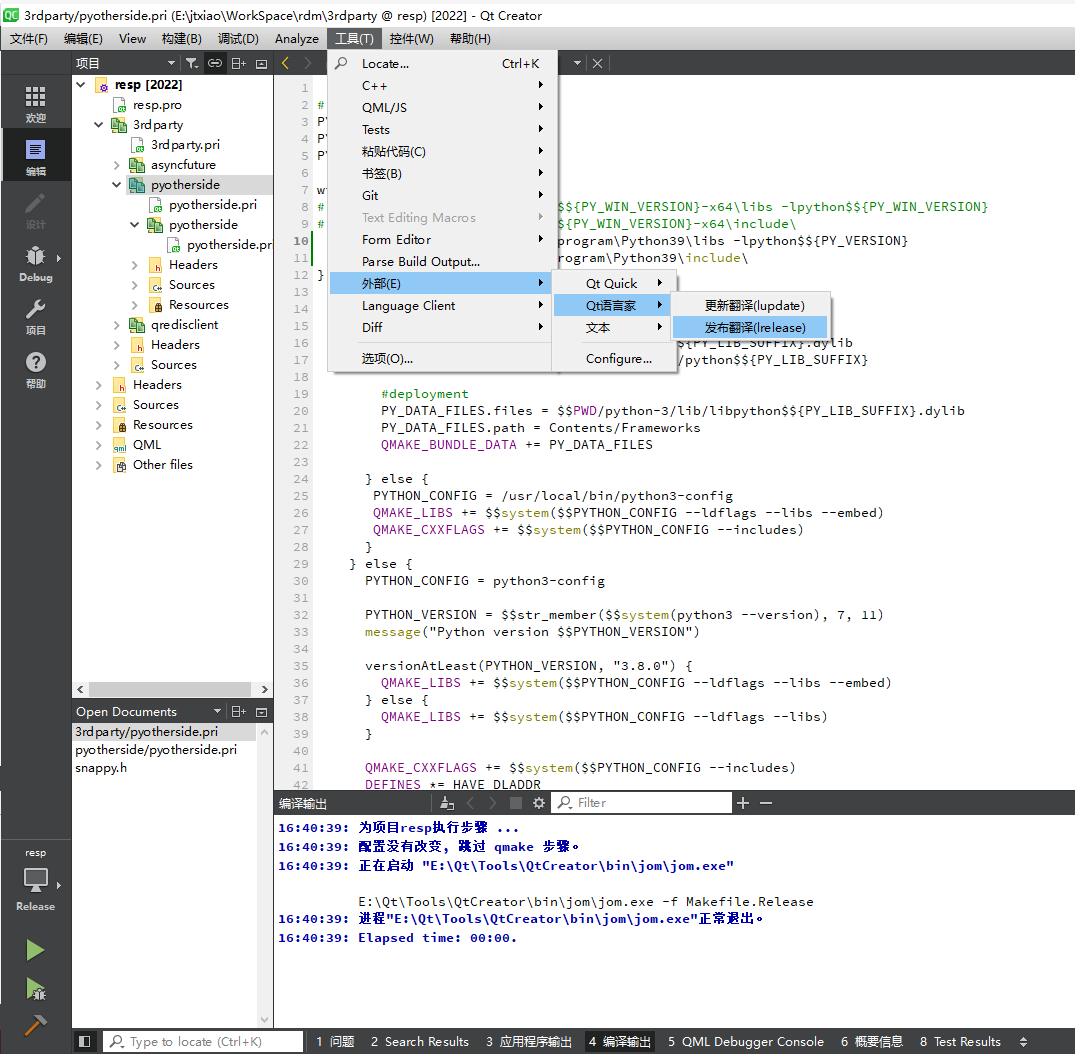 3rdparty/pyotherside.pri (E:\jtxiao\WorkSpace\rdm\3rdparty @ resp) [2022] - Qt Creator
文件(F) 编辑(E) View 构建(B) 调试(D) Analyze 工具(T) 控件(W) 帮助(H)
项目
Locate... Ctrl+K
C++
QML/JS
Tests
粘贴代码(C)
书签(B)
Git
Text Editing Macros
Form Editor
Parse Build Output...
外部(E)
Language Client
Diff
选项(O)...
Qt Quick
Qt语言家
文本
Configure...
更新翻译(lupdate)
发布翻译(lrelease)
欢迎
编辑
设计
Debug
项目
帮助
resp [2022]
resp.pro
3rdparty
3rdparty.pri
asyncfuture
pyotherside
pyotherside.pri
pyotherside
pyotherside.pr
Headers
Sources
Resources
qredisclient
Headers
Sources
Headers
Sources
Resources
QML
Other files
1
2 #
3 P
4 P
5 P
6
7 w
8 # $${PY_WIN_VERSION}-x64\libs -lpython$${PY_WIN_VERSION}
9 # $${PY_WIN_VERSION}-x64\include\
10 program\Python39\libs -lpython$${PY_VERSION}
11 program\Python39\include\
12 }
13
14
15
16 ${PY_LIB_SUFFIX}.dylib
17 /python$${PY_LIB_SUFFIX}
18
19 #deployment
20 PY_DATA_FILES.files = $$PWD/python-3/lib/libpython$${PY_LIB_SUFFIX}.dylib
21 PY_DATA_FILES.path = Contents/Frameworks
22 QMAKE_BUNDLE_DATA += PY_DATA_FILES
23
24 } else {
25 PYTHON_CONFIG = /usr/local/bin/python3-config
26 QMAKE_LIBS += $$system($$PYTHON_CONFIG --ldflags --libs --embed)
27 QMAKE_CXXFLAGS += $$system($$PYTHON_CONFIG --includes)
28 }
29 } else {
30 PYTHON_CONFIG = python3-config
31
32 PYTHON_VERSION = $$str_member($$system(python3 --version), 7, 11)
33 message("Python version $$PYTHON_VERSION")
34
35 versionAtLeast(PYTHON_VERSION, "3.8.0") {
36 QMAKE_LIBS += $$system($$PYTHON_CONFIG --ldflags --libs --embed)
37 } else {
38 QMAKE_LIBS += $$system($$PYTHON_CONFIG --ldflags --libs)
39 }
40
41 QMAKE_CXXFLAGS += $$system($$PYTHON_CONFIG --includes)
42 DEFINES *= HAVE_DLADDR
Open Documents
3rdparty/pyotherside.pri
pyotherside/pyotherside.pri
snappy.h
编译输出 Filter
16:40:39: 为项目resp执行步骤 ...
16:40:39: 配置没有改变, 跳过 qmake 步骤。
16:40:39: 正在启动 "E:\Qt\Tools\QtCreator\bin\jom\jom.exe"
E:\Qt\Tools\QtCreator\bin\jom\jom.exe -f Makefile.Release
16:40:39: 进程"E:\Qt\Tools\QtCreator\bin\jom\jom.exe"正常退出。
16:40:39: Elapsed time: 00:00.
resp
Release
Type to locate (Ctrl+K) 1 问题 2 Search Results 3 应用程序输出 4 编译输出 5 QML Debugger Console 6 概要信息 8 Test Results